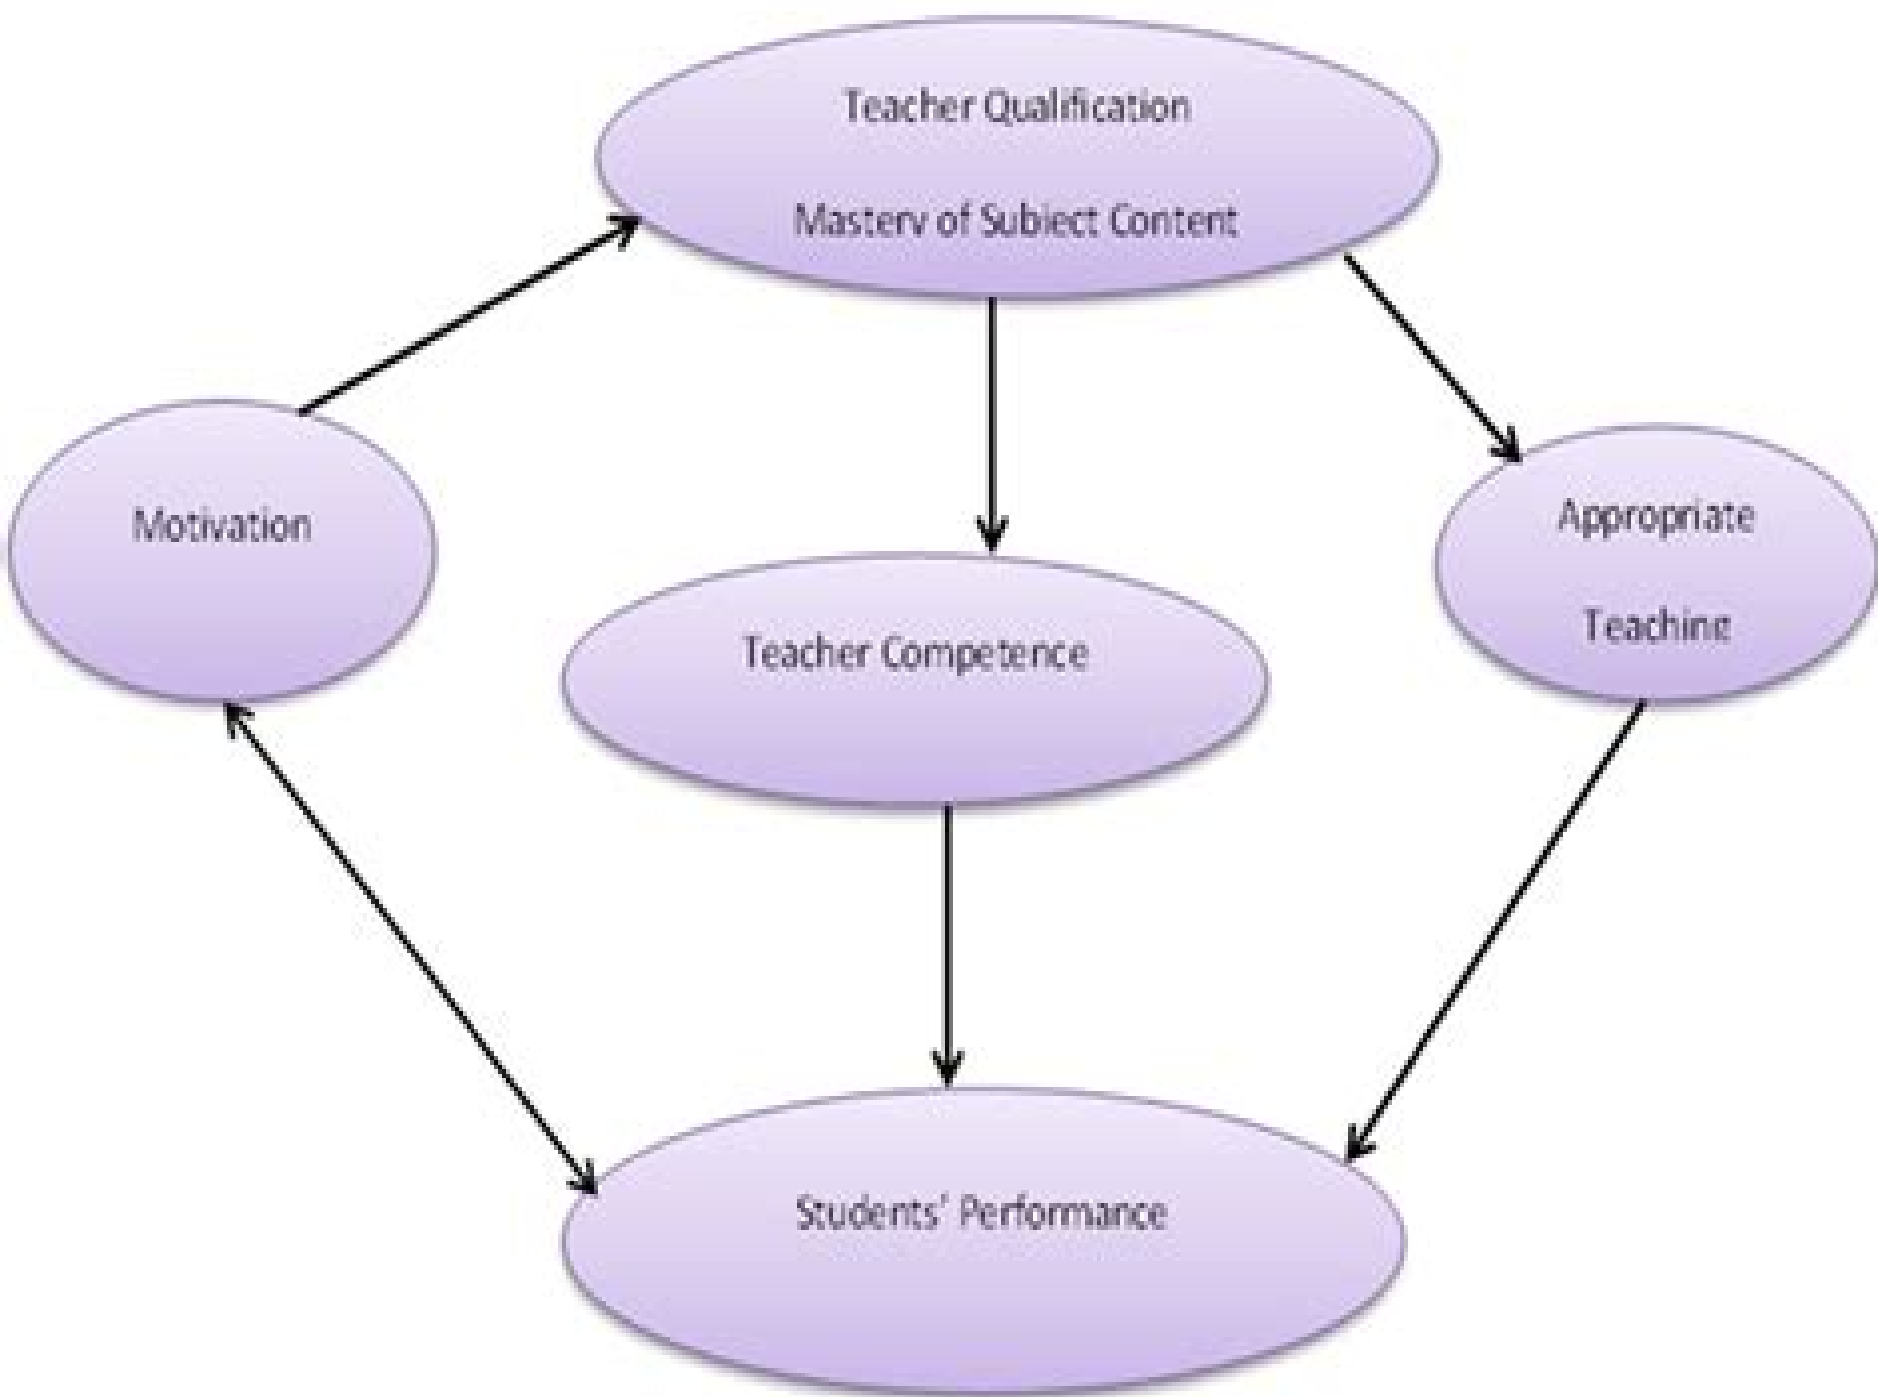 Teacher Qualification
Mastery of Subject Content
Motivation
Appropriate
Teaching
Teacher Competence
Students' Performance